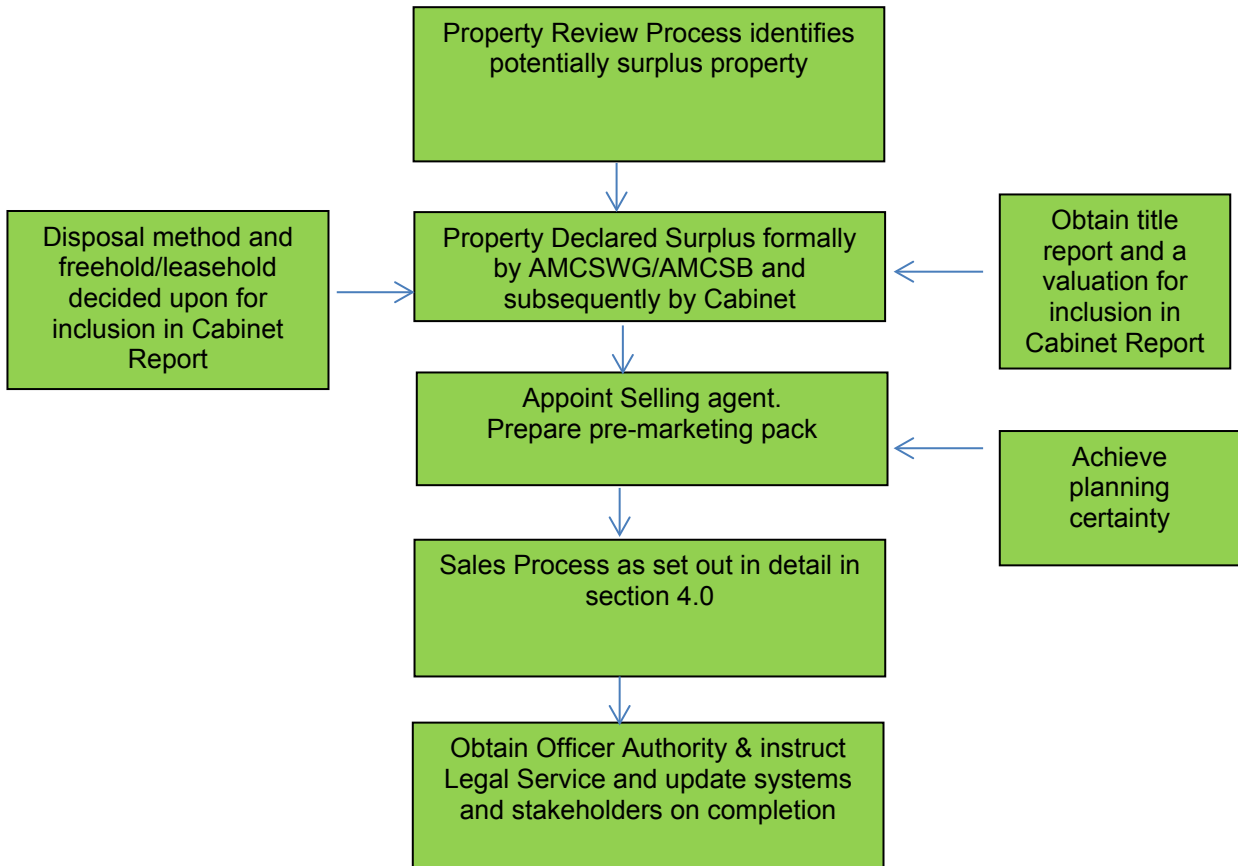 Property Review Process identifies
potentially surplus property
Disposal method and
freehold/leasehold
decided upon for
inclusion in Cabinet
Report
Property Declared Surplus formally
by AMCSWG/AMCSB and
subsequently by Cabinet
Obtain title
report and a
valuation for
inclusion in
Cabinet Report
Appoint Selling agent.
Prepare pre-marketing pack
Achieve
planning
certainty
Sales Process as set out in detail in
section 4.0
Obtain Officer Authority & instruct
Legal Service and update systems
and stakeholders on completion